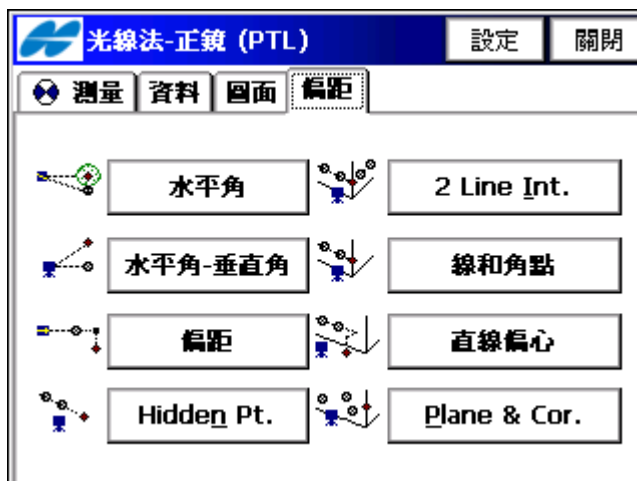 光線法-正鏡 (PTL) 設定 關閉
測量 資料 圖面 偏距
水平角 2 Line Int.
水平角-垂直角 線和角點
偏距 直線偏心
Hidden Pt. Plane & Cor.